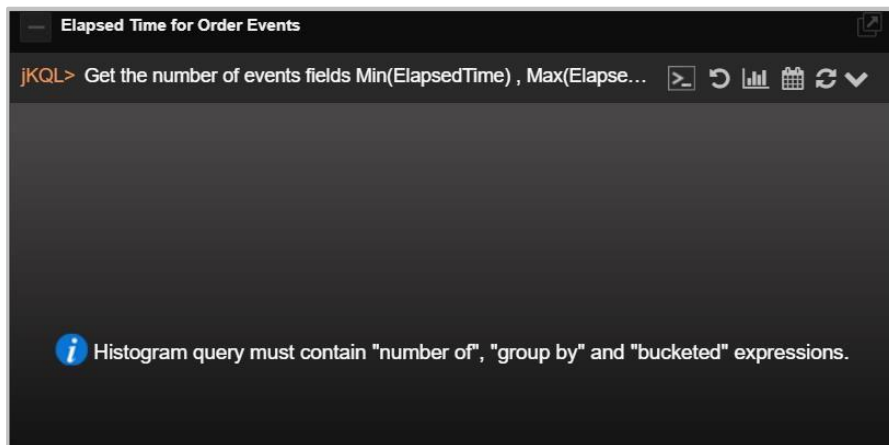 Elapsed Time for Order Events
jKQL> Get the number of events fields Min(ElapsedTime) , Max(Elapse...
Histogram query must contain "number of", "group by" and "bucketed" expressions.